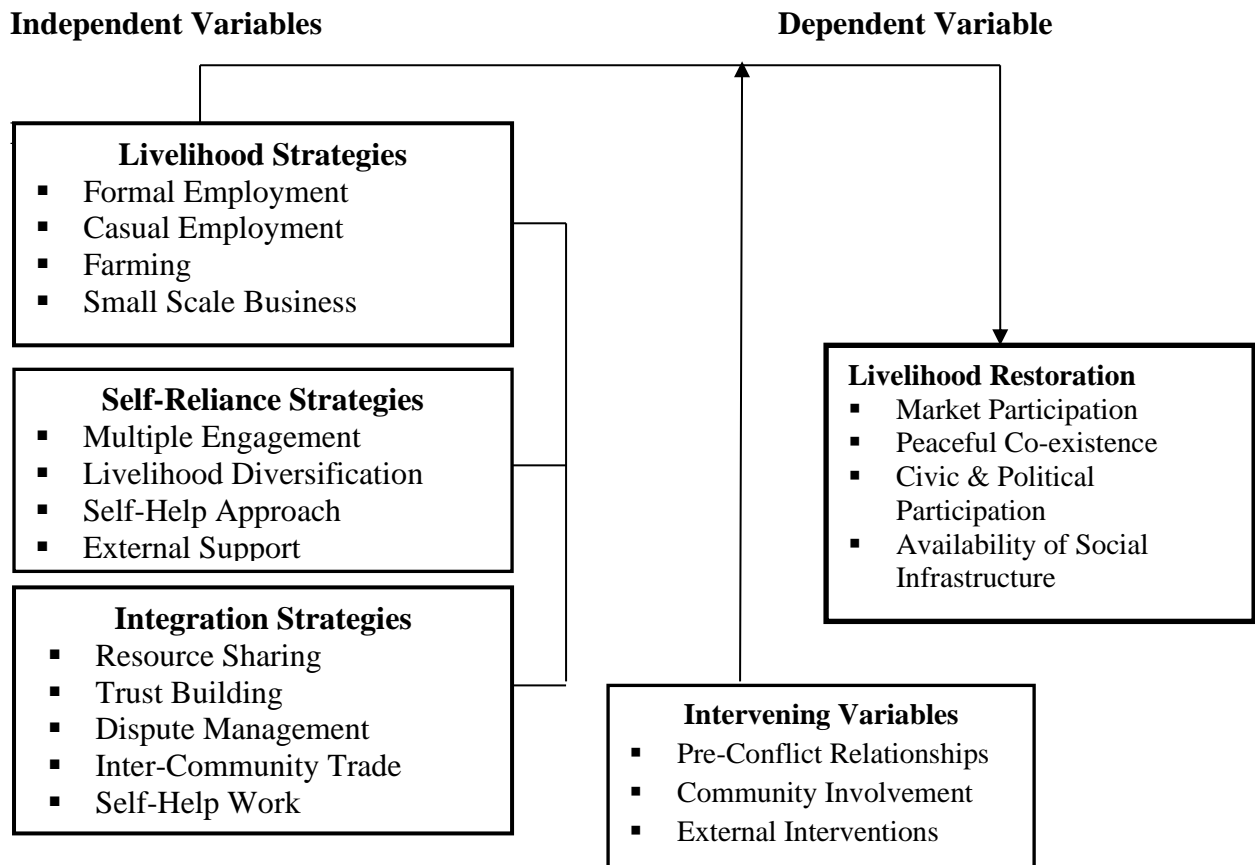 Independent Variables
Dependent Variable
Livelihood Strategies
▪ Formal Employment
▪ Casual Employment
▪ Farming
▪ Small Scale Business
Self-Reliance Strategies
▪ Multiple Engagement
▪ Livelihood Diversification
▪ Self-Help Approach
▪ External Support
Integration Strategies
▪ Resource Sharing
▪ Trust Building
▪ Dispute Management
▪ Inter-Community Trade
▪ Self-Help Work
Livelihood Restoration
▪ Market Participation
▪ Peaceful Co-existence
▪ Civic & Political
Participation
▪ Availability of Social
Infrastructure
Intervening Variables
▪ Pre-Conflict Relationships
▪ Community Involvement
▪ External Interventions